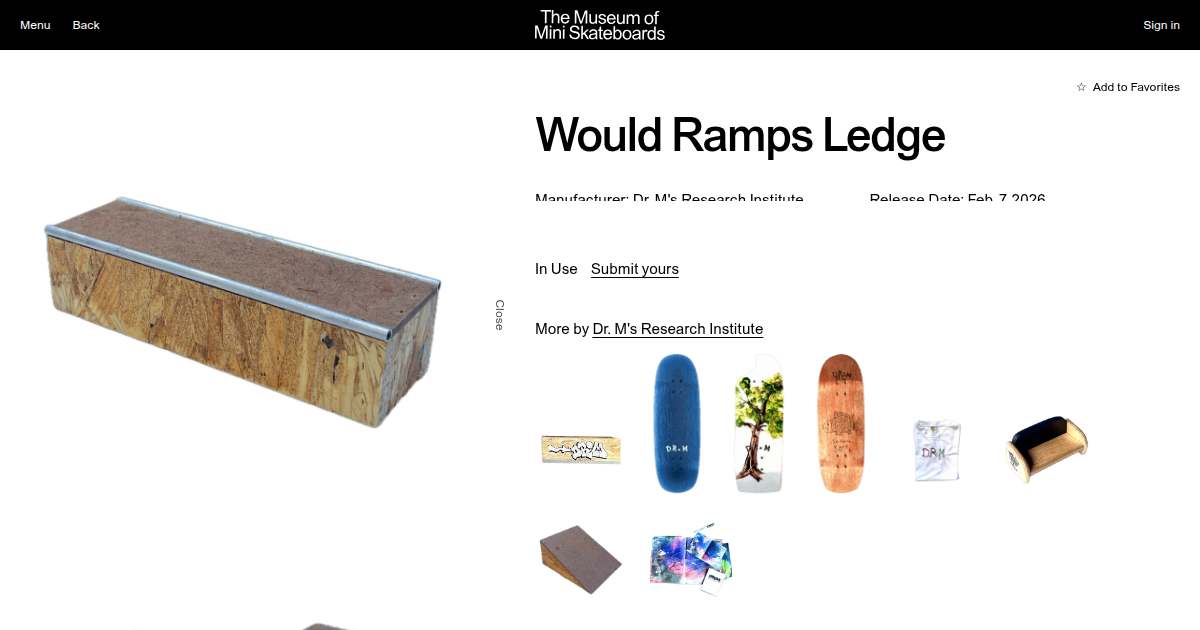 Menu Back
The Museum of
Mini Skateboards
Sign in
☆ Add to Favorites
Would Ramps Ledge
Manufacturer: Dr. M's Research Institute
Release Date: Feb. 7, 2026
In Use Submit yours
Close
More by Dr. M's Research Institute
DR.M
DR.M